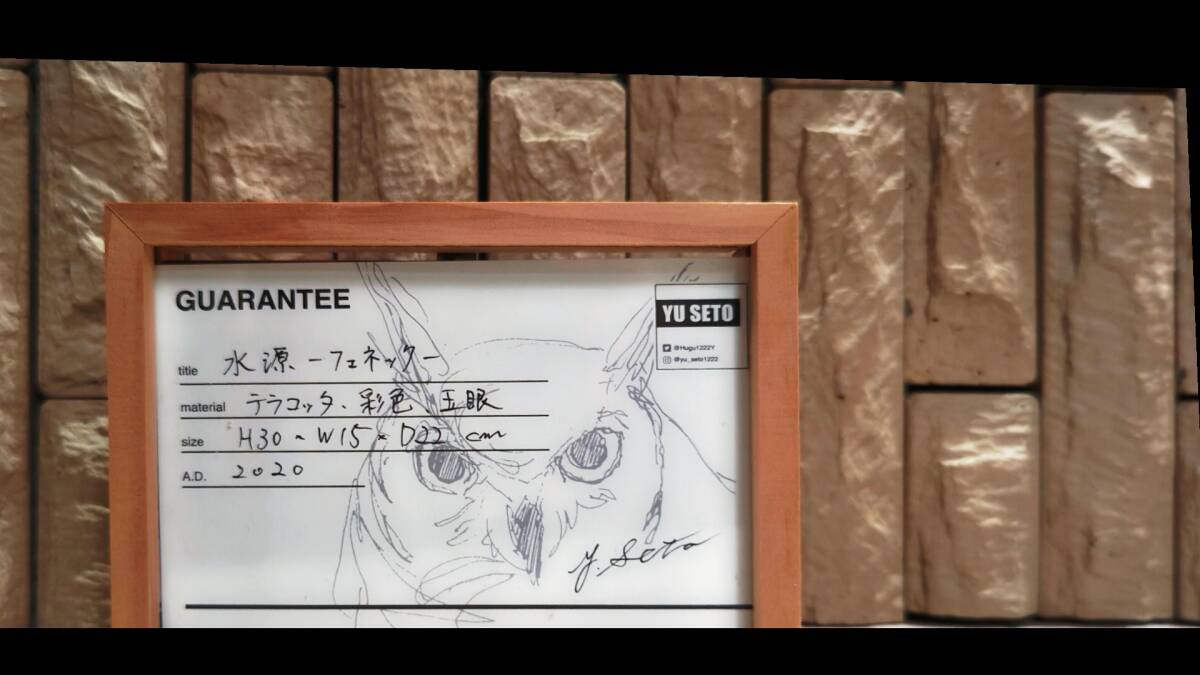 GUARANTEE
YU SETO
@Hugu1222Y
@yu_seto1222
title 水源 ーフェネックー
material テラコッタ、彩色 玉眼
size H30 × W15 × D22 cm
A.D. 2020
Y. Seto